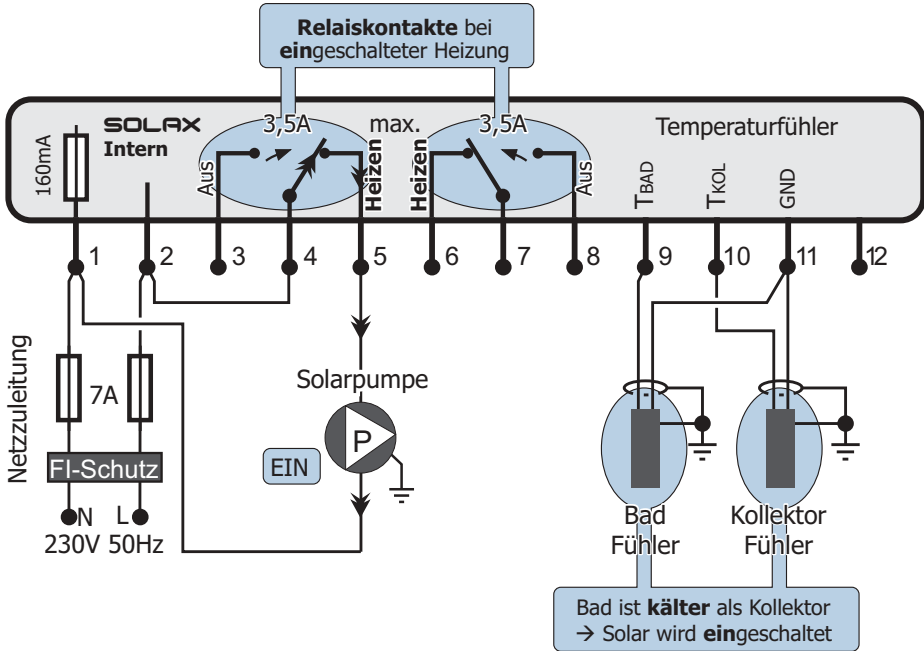 Relaiskontakte bei
eingeschalteter Heizung
SOLAX
Intern
160mA
3,5A
max.
3,5A
Temperaturfühler
Aus
Heizen
Heizen
Aus
TBAD
TKOL
GND
1
2
3
4
5
6
7
8
9
10
11
12
Netzzuleitung
7A
FI-Schutz
N
L
230V 50Hz
Solarpumpe
P
EIN
Bad
Fühler
Kollektor
Fühler
Bad ist kälter als Kollektor
→ Solar wird eingeschaltet